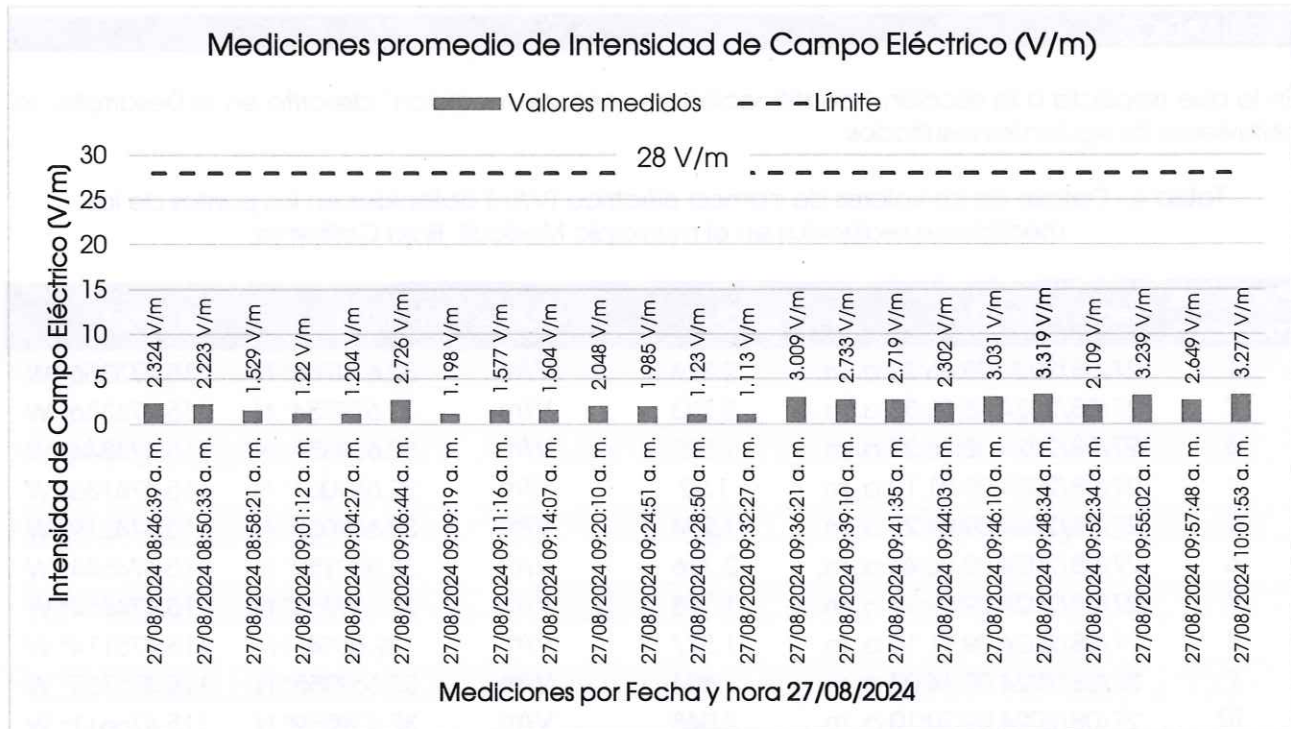 Mediciones promedio de Intensidad de Campo Eléctrico (V/m)
Valores medidos
Límite
Intensidad de Campo Eléctrico (V/m)
30
25
20
15
10
5
0
28 V/m
2.324 V/m
2.223 V/m
1.529 V/m
1.22 V/m
1.204 V/m
2.726 V/m
1.198 V/m
1.577 V/m
1.604 V/m
2.048 V/m
1.985 V/m
1.123 V/m
1.113 V/m
3.009 V/m
2.733 V/m
2.719 V/m
2.302 V/m
3.031 V/m
3.319 V/m
2.109 V/m
3.239 V/m
2.649 V/m
3.277 V/m
27/08/2024 08:46:39 a. m.
27/08/2024 08:50:33 a. m.
27/08/2024 08:58:21 a. m.
27/08/2024 09:01:12 a. m.
27/08/2024 09:04:27 a. m.
27/08/2024 09:06:44 a. m.
27/08/2024 09:09:19 a. m.
27/08/2024 09:11:16 a. m.
27/08/2024 09:14:07 a. m.
27/08/2024 09:20:10 a. m.
27/08/2024 09:24:51 a. m.
27/08/2024 09:28:50 a. m.
27/08/2024 09:32:27 a. m.
27/08/2024 09:36:21 a. m.
27/08/2024 09:39:10 a. m.
27/08/2024 09:41:35 a. m.
27/08/2024 09:44:03 a. m.
27/08/2024 09:46:10 a. m.
27/08/2024 09:48:34 a. m.
27/08/2024 09:52:34 a. m.
27/08/2024 09:55:02 a. m.
27/08/2024 09:57:48 a. m.
27/08/2024 10:01:53 a. m.
Mediciones por Fecha y hora 27/08/2024